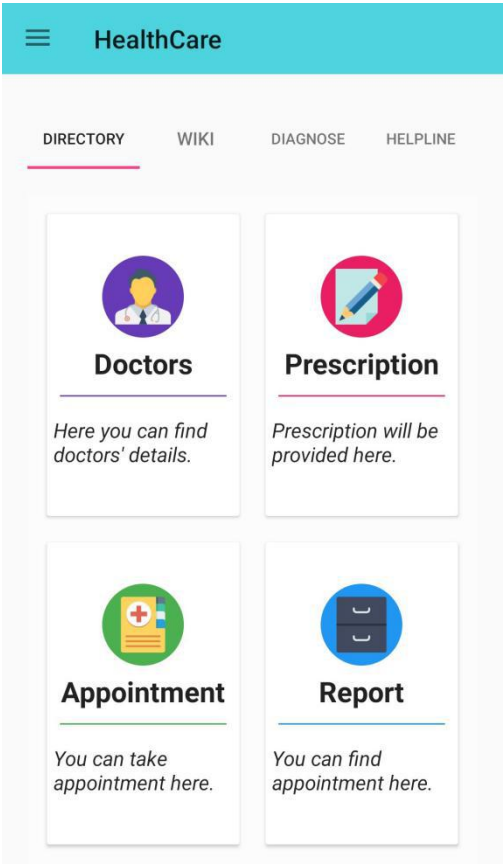 HealthCare
DIRECTORY WIKI DIAGNOSE HELPLINE
Doctors
Here you can find
doctors' details.
Prescription
Prescription will be
provided here.
Appointment
You can take
appointment here.
Report
You can find
appointment here.